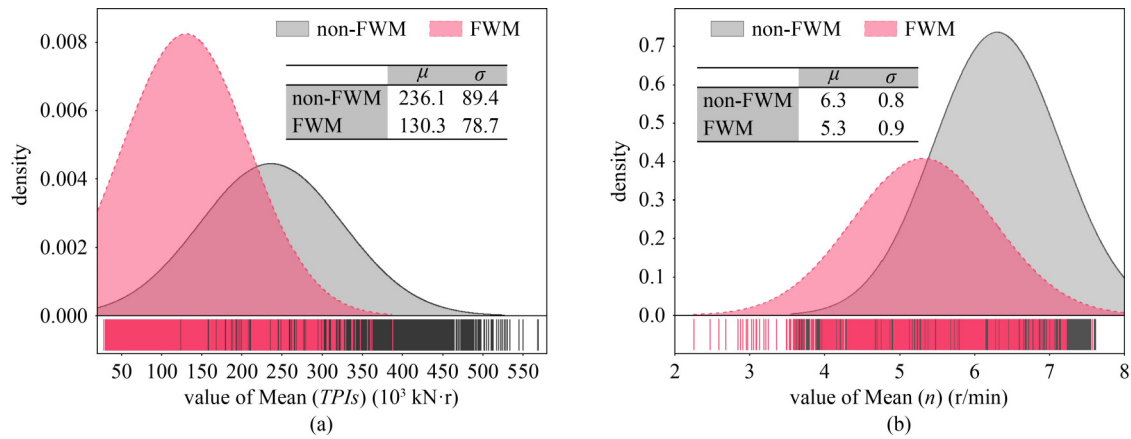 non-FWM FWM
μ σ
non-FWM 236.1 89.4
FWM 130.3 78.7
density
0.008
0.006
0.004
0.002
0.000
50 100 150 200 250 300 350 400 450 500 550
value of Mean (TPIs) (10³ kN·r)
(a)
non-FWM FWM
μ σ
non-FWM 6.3 0.8
FWM 5.3 0.9
density
0.7
0.6
0.5
0.4
0.3
0.2
0.1
0.0
2 3 4 5 6 7 8
value of Mean (n) (r/min)
(b)